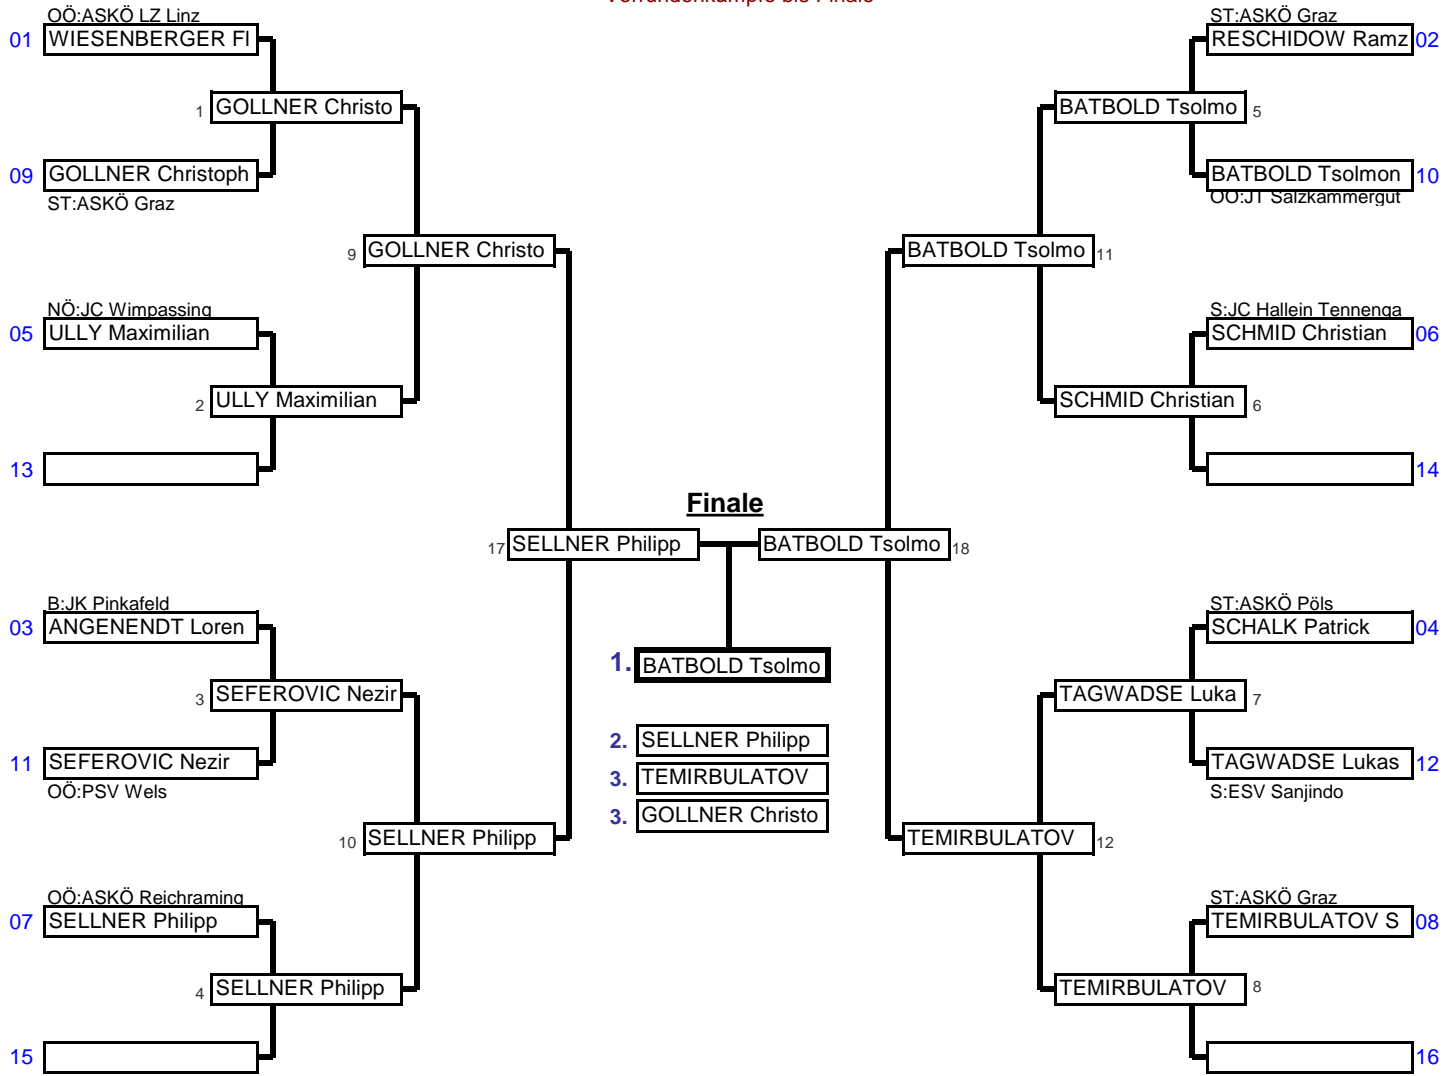 Vorrundenkämpfe bis Finale
OÖ:ASKÖ LZ Linz
01 WIESENBERGER Fl
1 GOLLNER Christo
09 GOLLNER Christoph
ST:ASKÖ Graz
9 GOLLNER Christo
NÖ:JC Wimpassing
05 ULLY Maximilian
2 ULLY Maximilian
13
17 SELLNER Philipp
B:JK Pinkafeld
03 ANGENENDT Loren
3 SEFEROVIC Nezir
11 SEFEROVIC Nezir
OÖ:PSV Wels
10 SELLNER Philipp
OÖ:ASKÖ Reichraming
07 SELLNER Philipp
4 SELLNER Philipp
15
Finale
1. BATBOLD Tsolmo
2. SELLNER Philipp
3. TEMIRBULATOV
3. GOLLNER Christo
ST:ASKÖ Graz
RESCHIDOW Ramz 02
BATBOLD Tsolmo 5
BATBOLD Tsolmon 10
OÖ:JT Salzkammergut
BATBOLD Tsolmo 11
S:JC Hallein Tennenga
SCHMID Christian 06
SCHMID Christian 6
14
BATBOLD Tsolmo 18
ST:ASKÖ Pöls
SCHALK Patrick 04
TAGWADSE Luka 7
TAGWADSE Lukas 12
S:ESV Sanjindo
TEMIRBULATOV 12
ST:ASKÖ Graz
TEMIRBULATOV S 08
TEMIRBULATOV 8
16